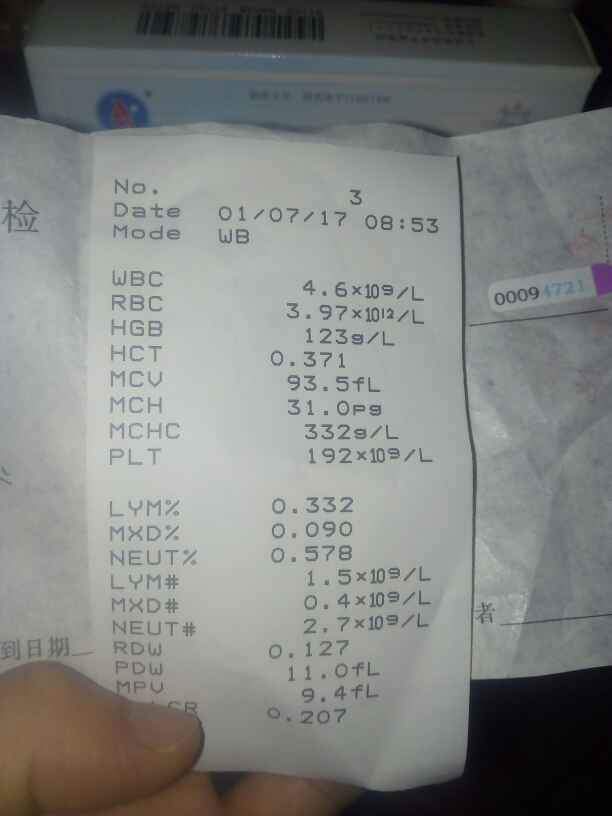 检
No. 3
Date 01/07/17 08:53
Mode WB
00094721
WBC 4.6×10⁹/L
RBC 3.97×10¹²/L
HGB 123g/L
HCT 0.371
MCV 93.5fL
MCH 31.0pg
MCHC 332g/L
PLT 192×10⁹/L
LYM% 0.332
MXD% 0.090
NEUT% 0.578
LYM# 1.5×10⁹/L
MXD# 0.4×10⁹/L
NEUT# 2.7×10⁹/L
者
到日期
RDW 0.127
PDW 11.0fL
MPV 9.4fL
CR 0.207